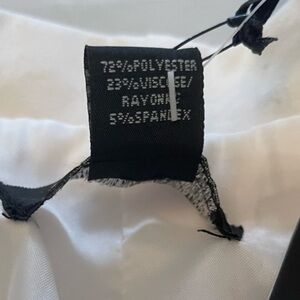 72%POLYESTER
23%VISCOSE/
RAYON
5%SPANDEX